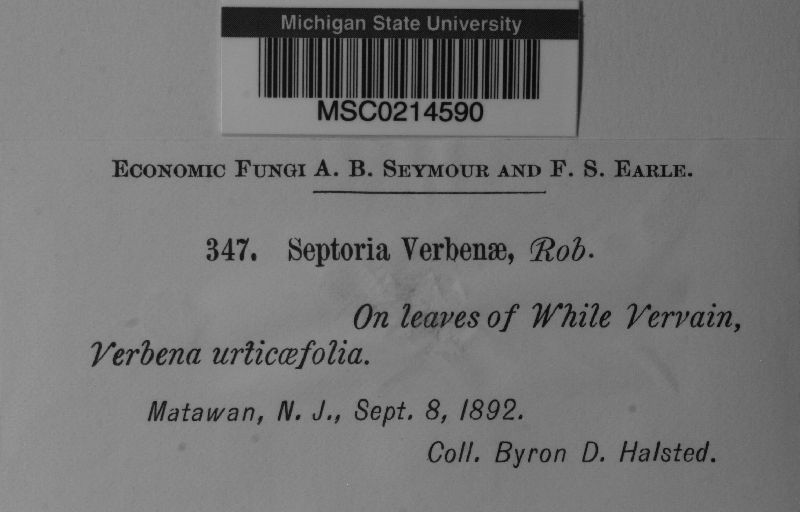 Michigan State University
MSC0214590
Economic Fungi A. B. Seymour and F. S. Earle.
347. Septoria Verbenæ, Rob.
On leaves of While Vervain,
Verbena urticæfolia.
Matawan, N. J., Sept. 8, 1892.
Coll. Byron D. Halsted.